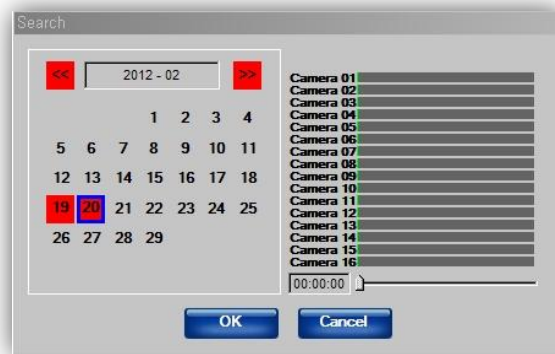 Search
<< 2012 - 02 >>
1 2 3 4
5 6 7 8 9 10 11
12 13 14 15 16 17 18
19 20 21 22 23 24 25
26 27 28 29
Camera 01
Camera 02
Camera 03
Camera 04
Camera 05
Camera 06
Camera 07
Camera 08
Camera 09
Camera 10
Camera 11
Camera 12
Camera 13
Camera 14
Camera 15
Camera 16
00:00:00
OK
Cancel